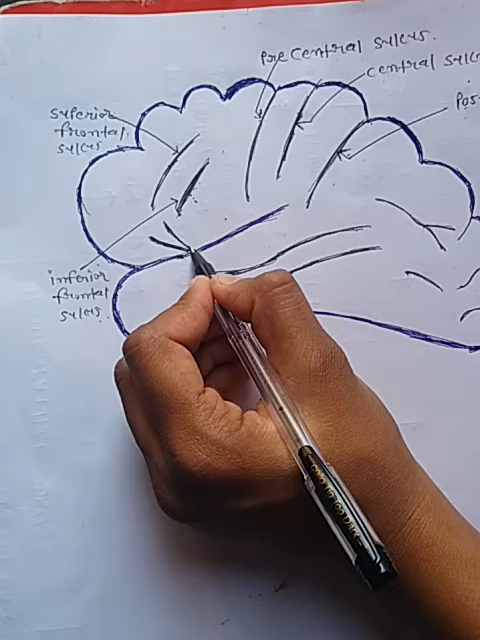 Pre central sulcus.
central sulc
Pos
superior
frontal
sulcus
inferior
frontal
sulcus.